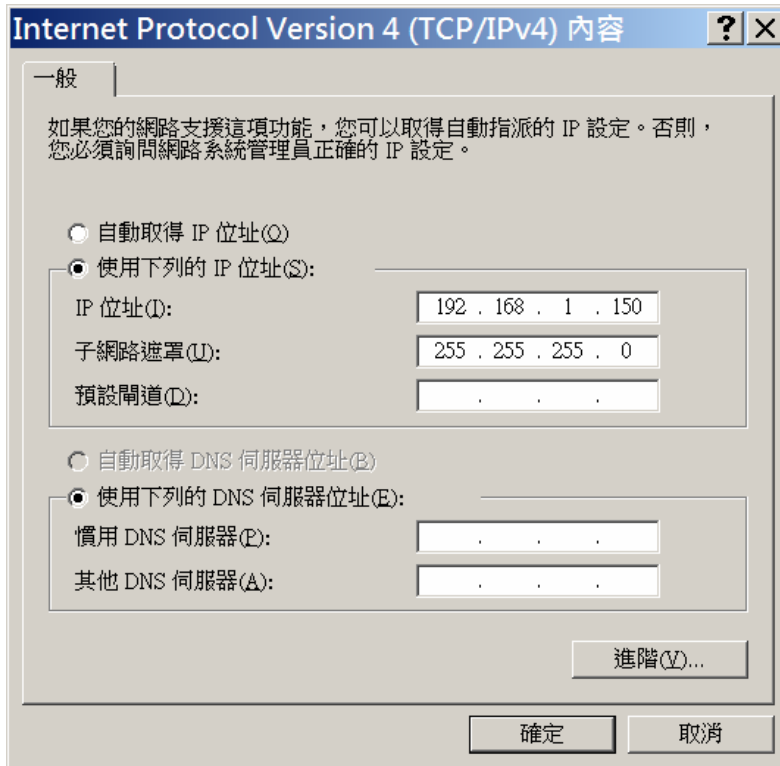 Internet Protocol Version 4 (TCP/IPv4) 內容
一般
如果您的網路支援這項功能，您可以取得自動指派的 IP 設定。否則，
您必須詢問網路系統管理員正確的 IP 設定。
自動取得 IP 位址(O)
使用下列的 IP 位址(S):
IP 位址(I): 192 . 168 . 1 . 150
子網路遮罩(U): 255 . 255 . 255 . 0
預設閘道(D): . . .
自動取得 DNS 伺服器位址(B)
使用下列的 DNS 伺服器位址(E):
慣用 DNS 伺服器(P): . . .
其他 DNS 伺服器(A): . . .
進階(V)...
確定 取消